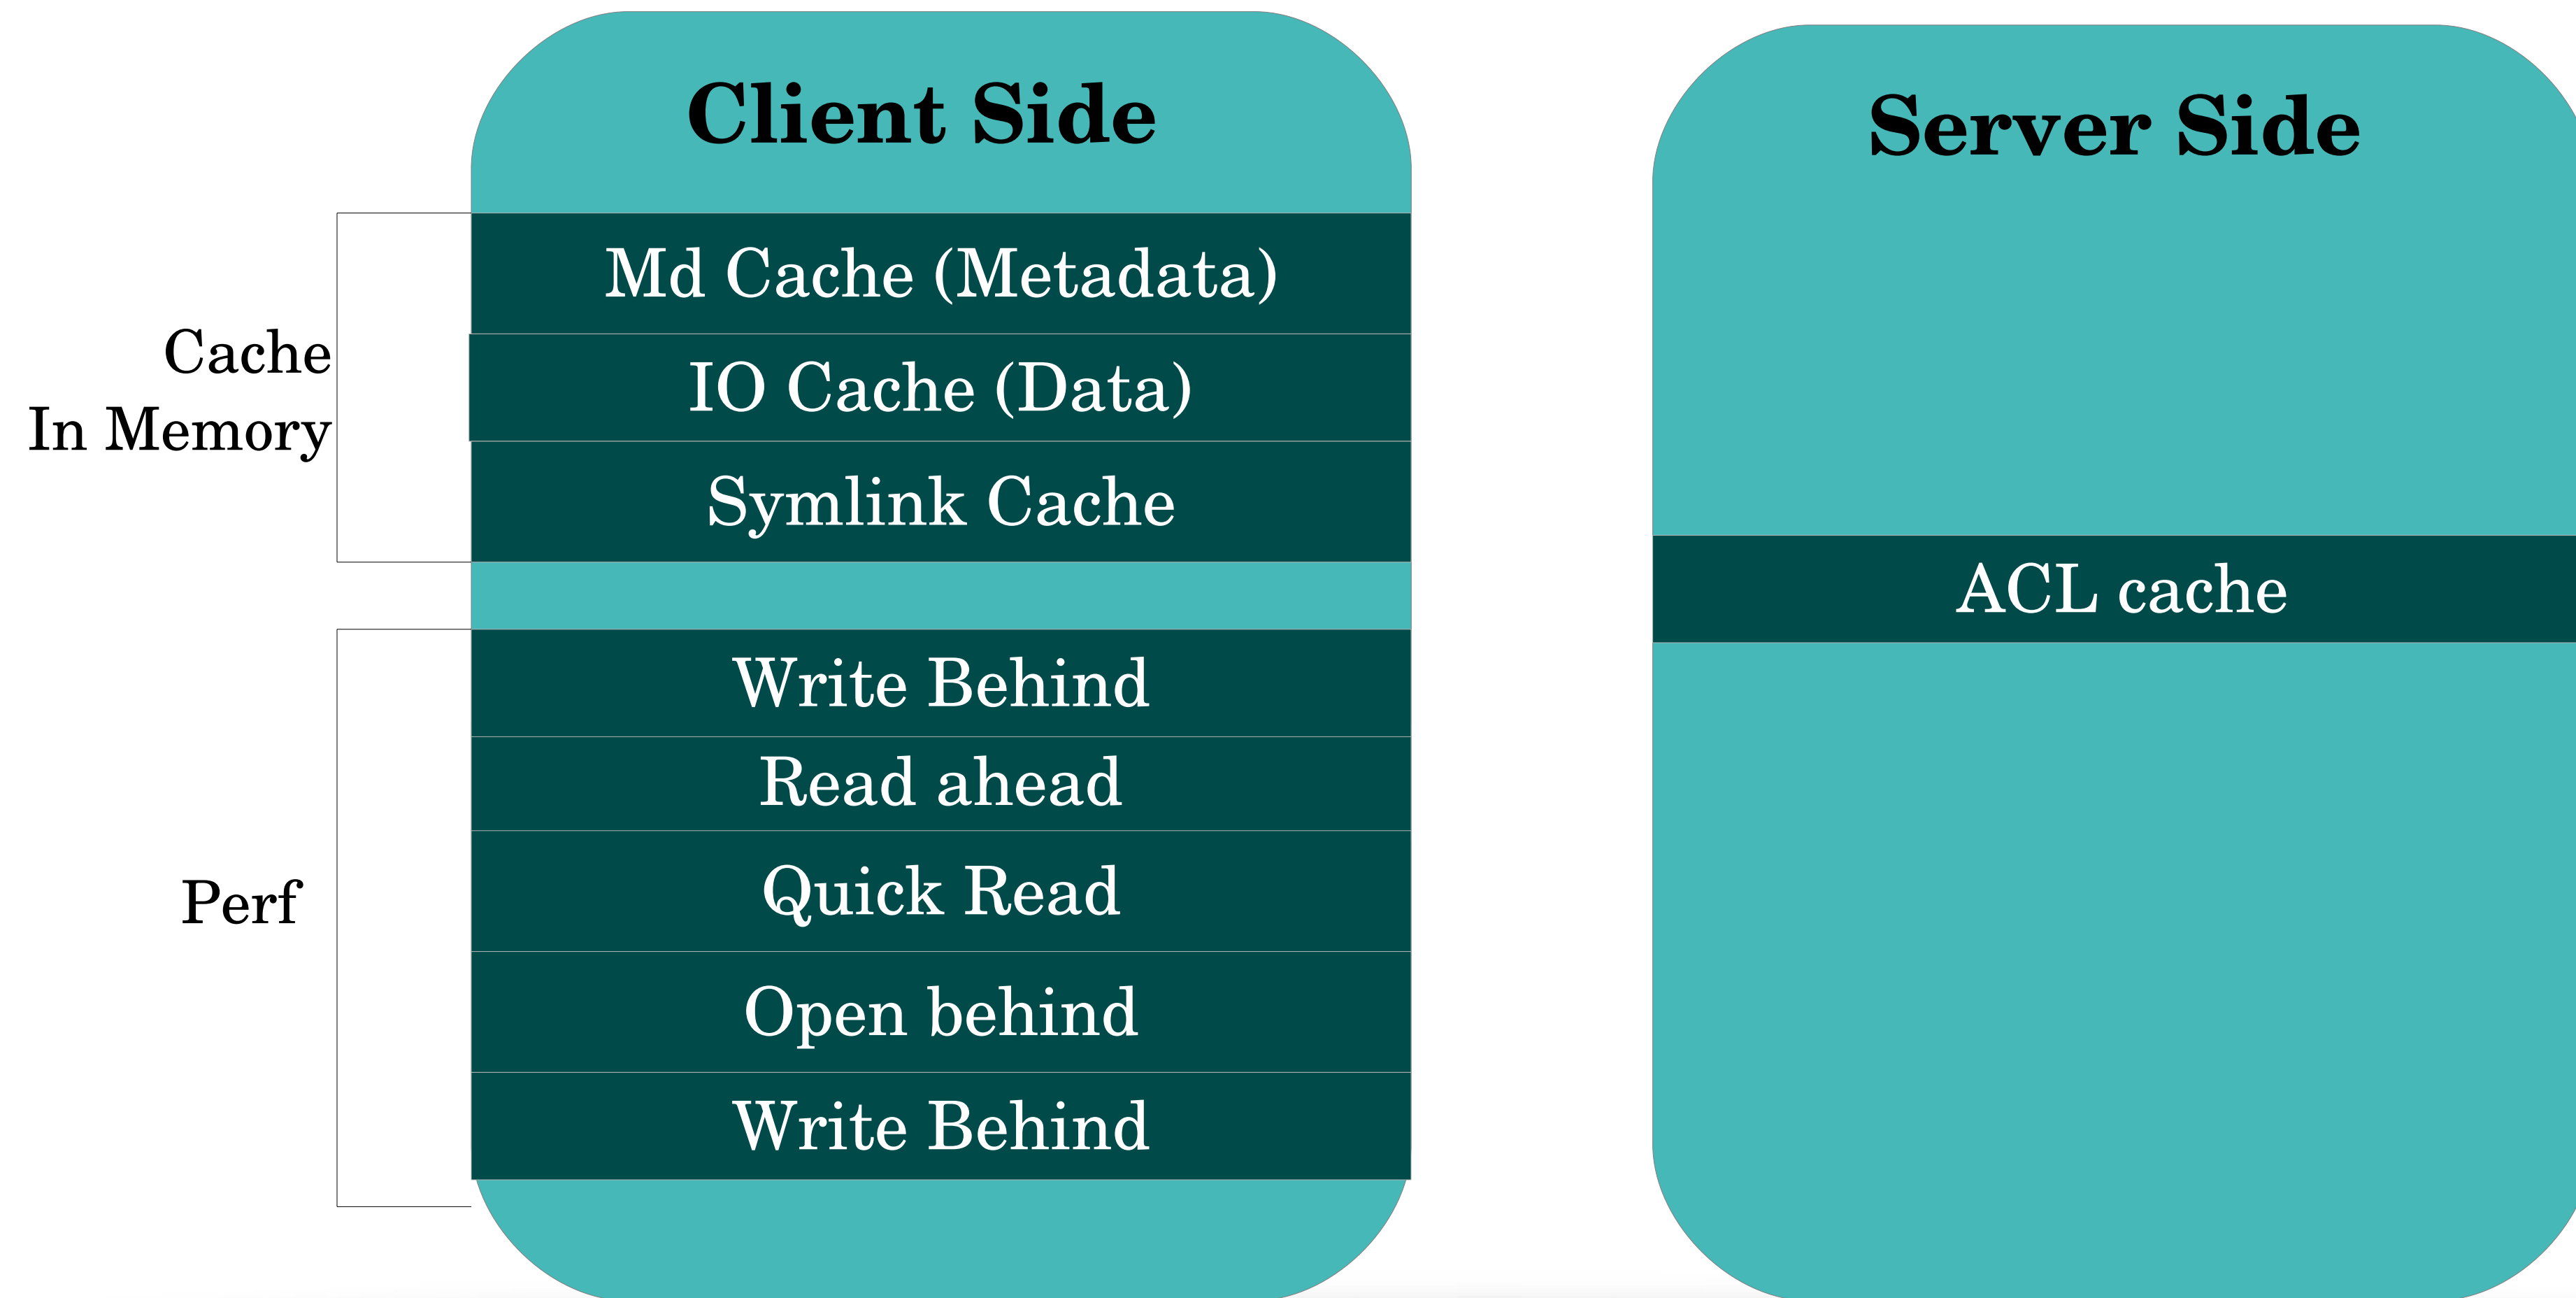 Client Side
Server Side
Cache
In Memory
Md Cache (Metadata)
IO Cache (Data)
Symlink Cache
ACL cache
Perf
Write Behind
Read ahead
Quick Read
Open behind
Write Behind